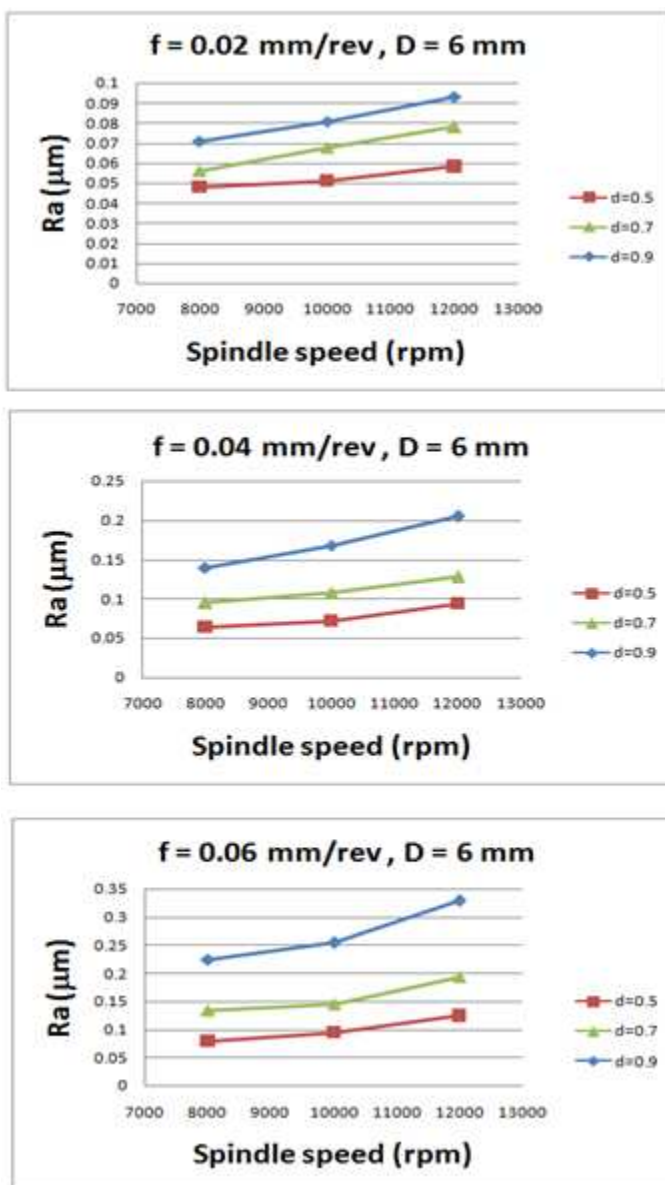 f = 0.02 mm/rev , D = 6 mm
0.1
0.09
0.08
0.07
0.06
0.05
0.04
0.03
0.02
0.01
0
Ra (μm)
7000 8000 9000 10000 11000 12000 13000
Spindle speed (rpm)
d=0.5
d=0.7
d=0.9
f = 0.04 mm/rev , D = 6 mm
0.25
0.2
0.15
0.1
0.05
0
Ra (μm)
7000 8000 9000 10000 11000 12000 13000
Spindle speed (rpm)
d=0.5
d=0.7
d=0.9
f = 0.06 mm/rev , D = 6 mm
0.35
0.3
0.25
0.2
0.15
0.1
0.05
0
Ra (μm)
7000 8000 9000 10000 11000 12000 13000
Spindle speed (rpm)
d=0.5
d=0.7
d=0.9